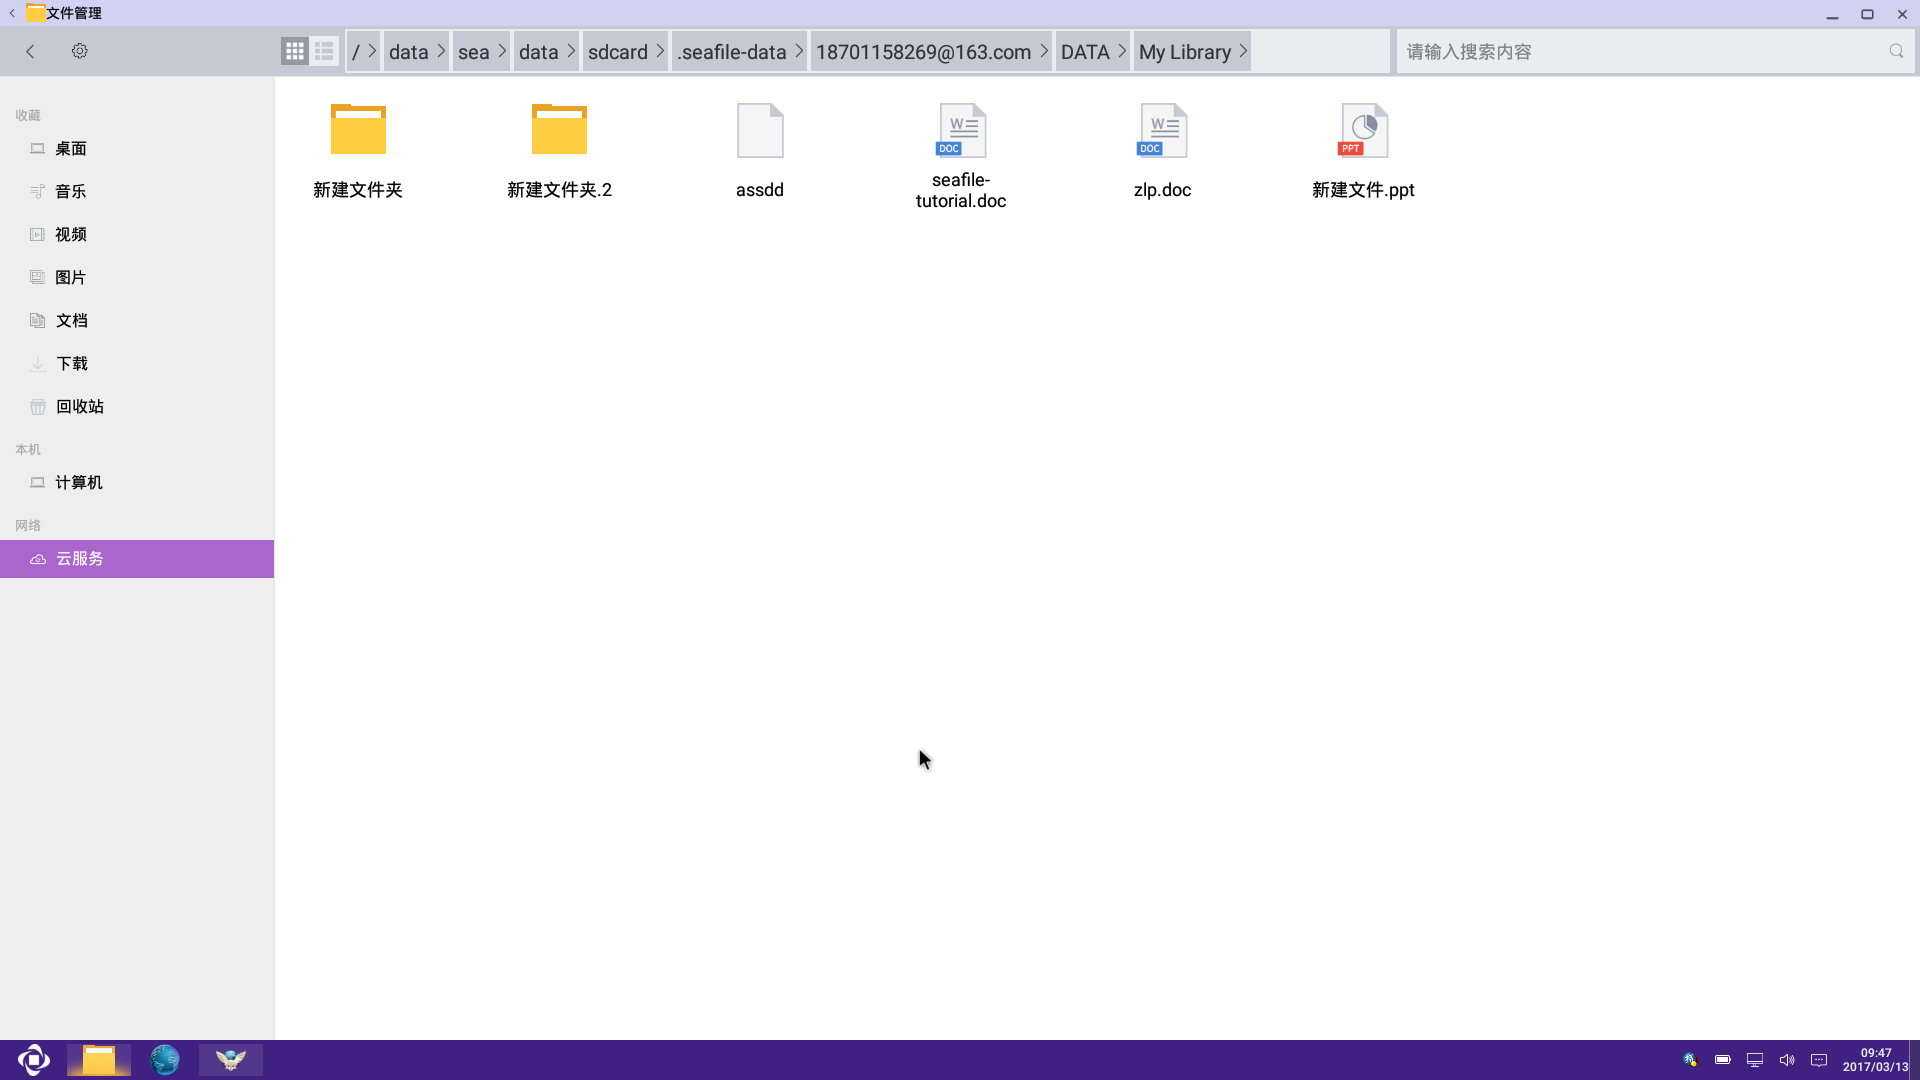 文件管理
/ data sea data sdcard .seafile-data 18701158269@163.com DATA My Library
请输入搜索内容
收藏
桌面
音乐
视频
图片
文档
下载
回收站
本机
计算机
网络
云服务
新建文件夹
新建文件夹.2
assdd
W
DOC
seafile-
tutorial.doc
W
DOC
zlp.doc
PPT
新建文件.ppt
09:47
2017/03/13